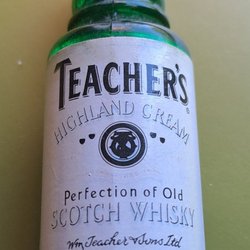 TEACHER'S
HIGHLAND CREAM
Perfection of Old
SCOTCH WHISKY
Wm Teacher & Sons Ltd